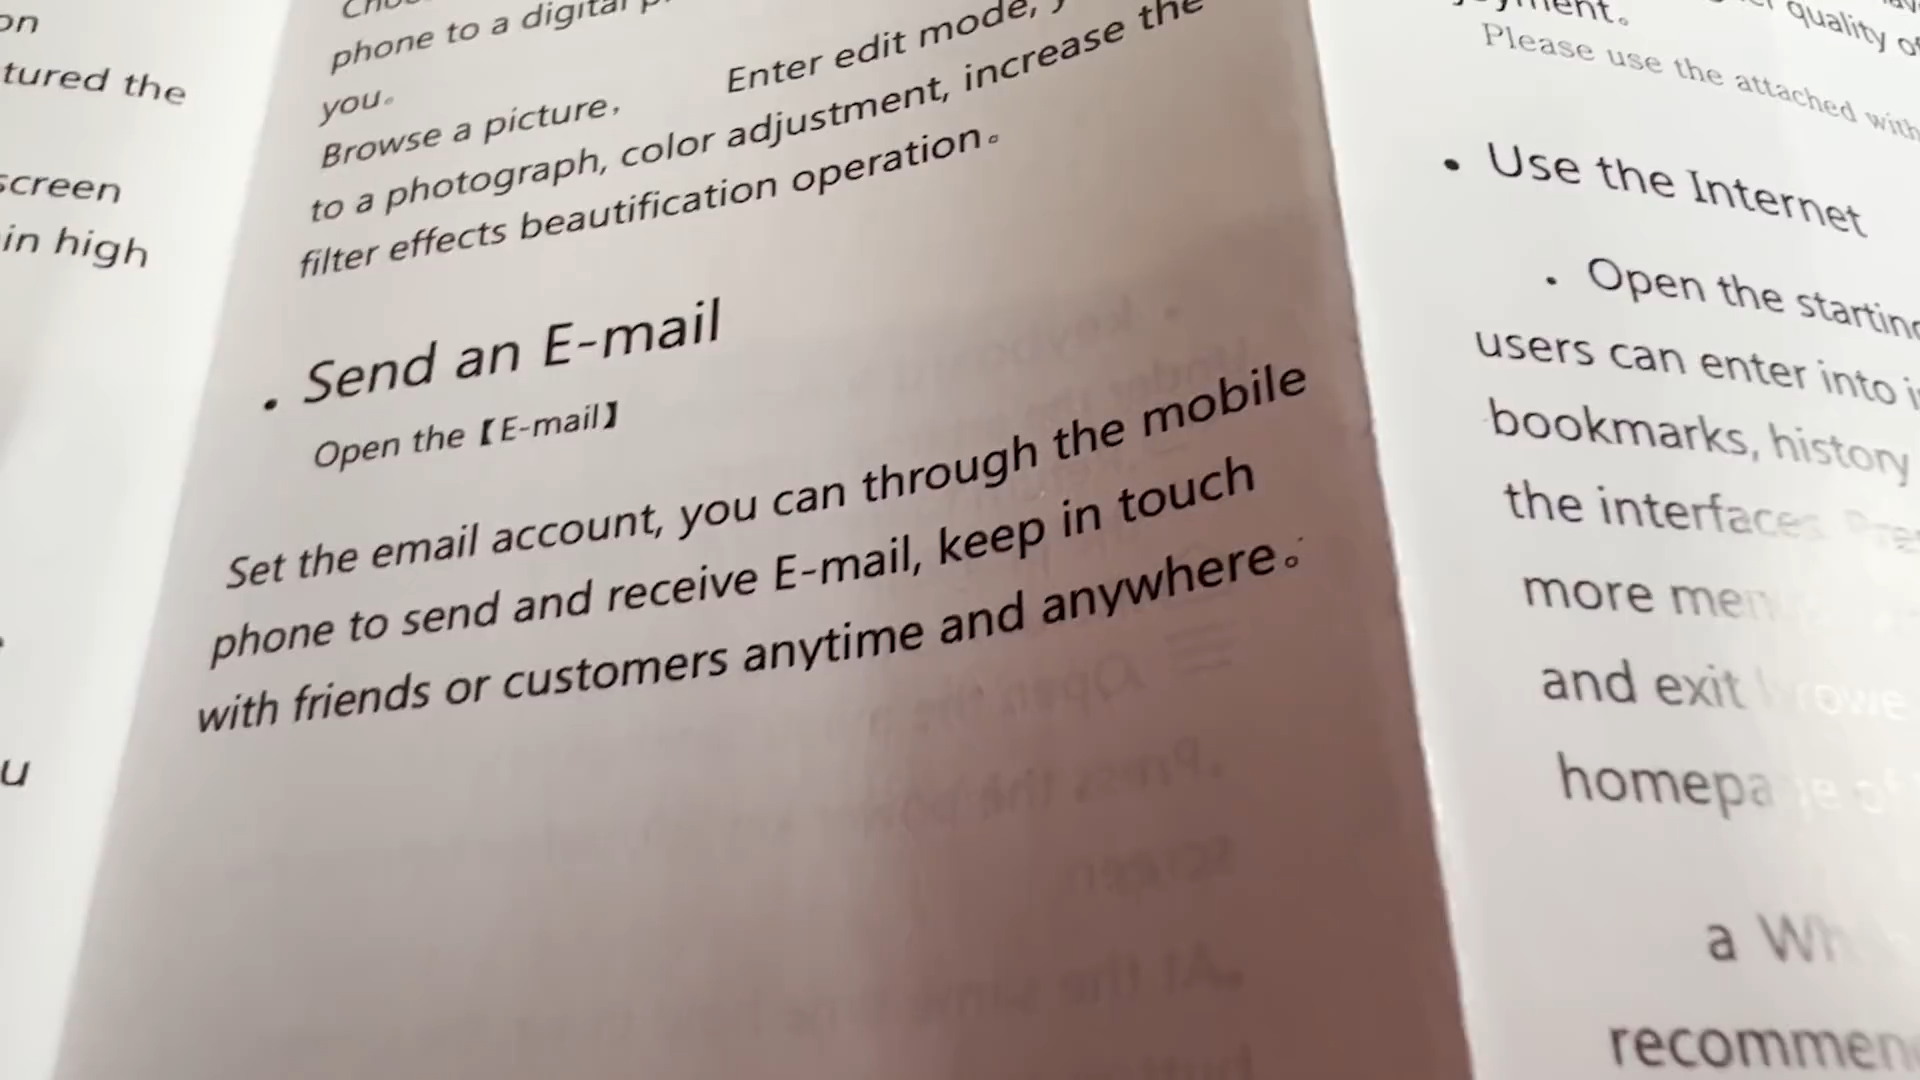 on
tured the
screen
in high
u
phone to a digital
you。
Browse a picture, Enter edit mode,
to a photograph, color adjustment, increase the
filter effects beautification operation。
. Send an E-mail
Open the【E-mail】
Set the email account, you can through the mobile
phone to send and receive E-mail, keep in touch
with friends or customers anytime and anywhere。
quality of
Please use the attached with
• Use the Internet
. Open the starting
users can enter into
bookmarks, history
the interfaces
more
and exit
a
recommen